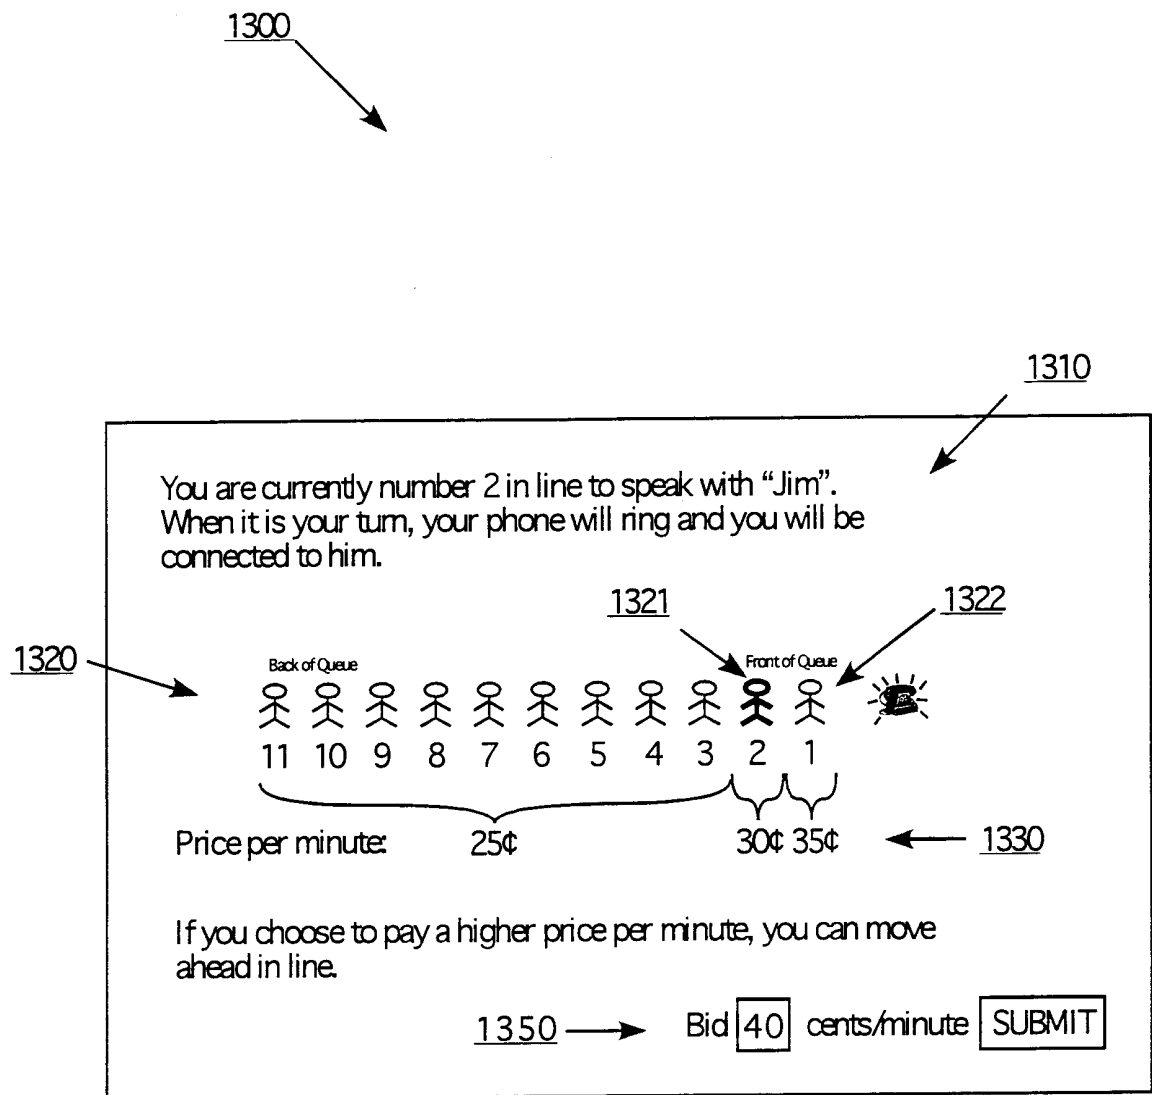 1300
1310
You are currently number 2 in line to speak with “Jim”.
When it is your turn, your phone will ring and you will be
connected to him.
1321
1322
1320
Back of Queue
Front of Queue
11 10 9 8 7 6 5 4 3 2 1
Price per minute: 25¢ 30¢ 35¢ 1330
If you choose to pay a higher price per minute, you can move
ahead in line.
1350 Bid 40 cents/minute SUBMIT